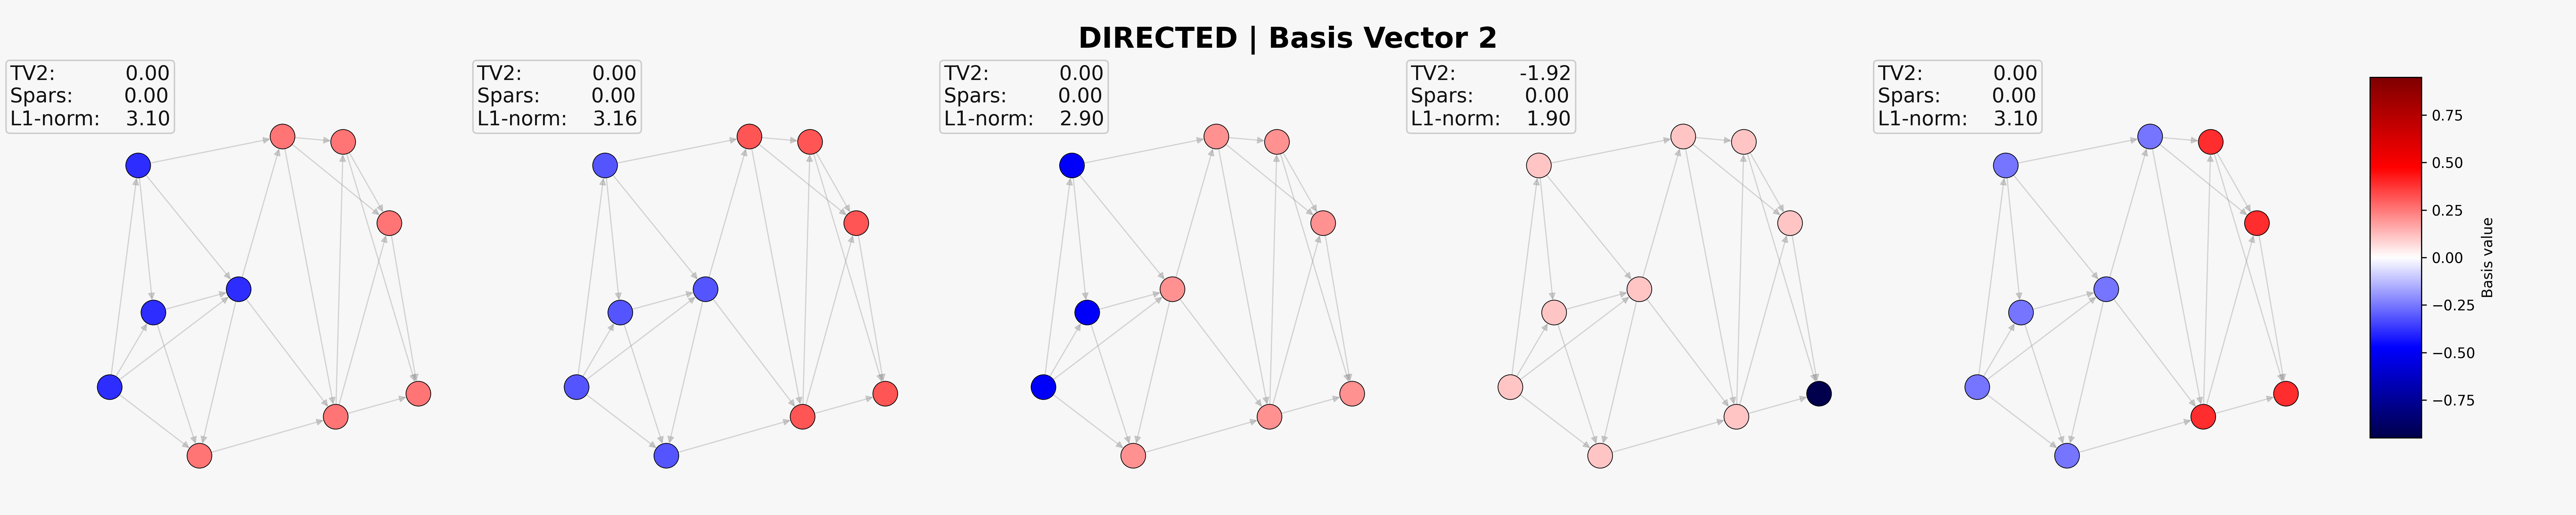 DIRECTED | Basis Vector 2
TV2: 0.00
Spars: 0.00
L1-norm: 3.10
TV2: 0.00
Spars: 0.00
L1-norm: 3.16
TV2: 0.00
Spars: 0.00
L1-norm: 2.90
TV2: -1.92
Spars: 0.00
L1-norm: 1.90
TV2: 0.00
Spars: 0.00
L1-norm: 3.10
0.75
0.50
0.25
0.00
−0.25
−0.50
−0.75
Basis value